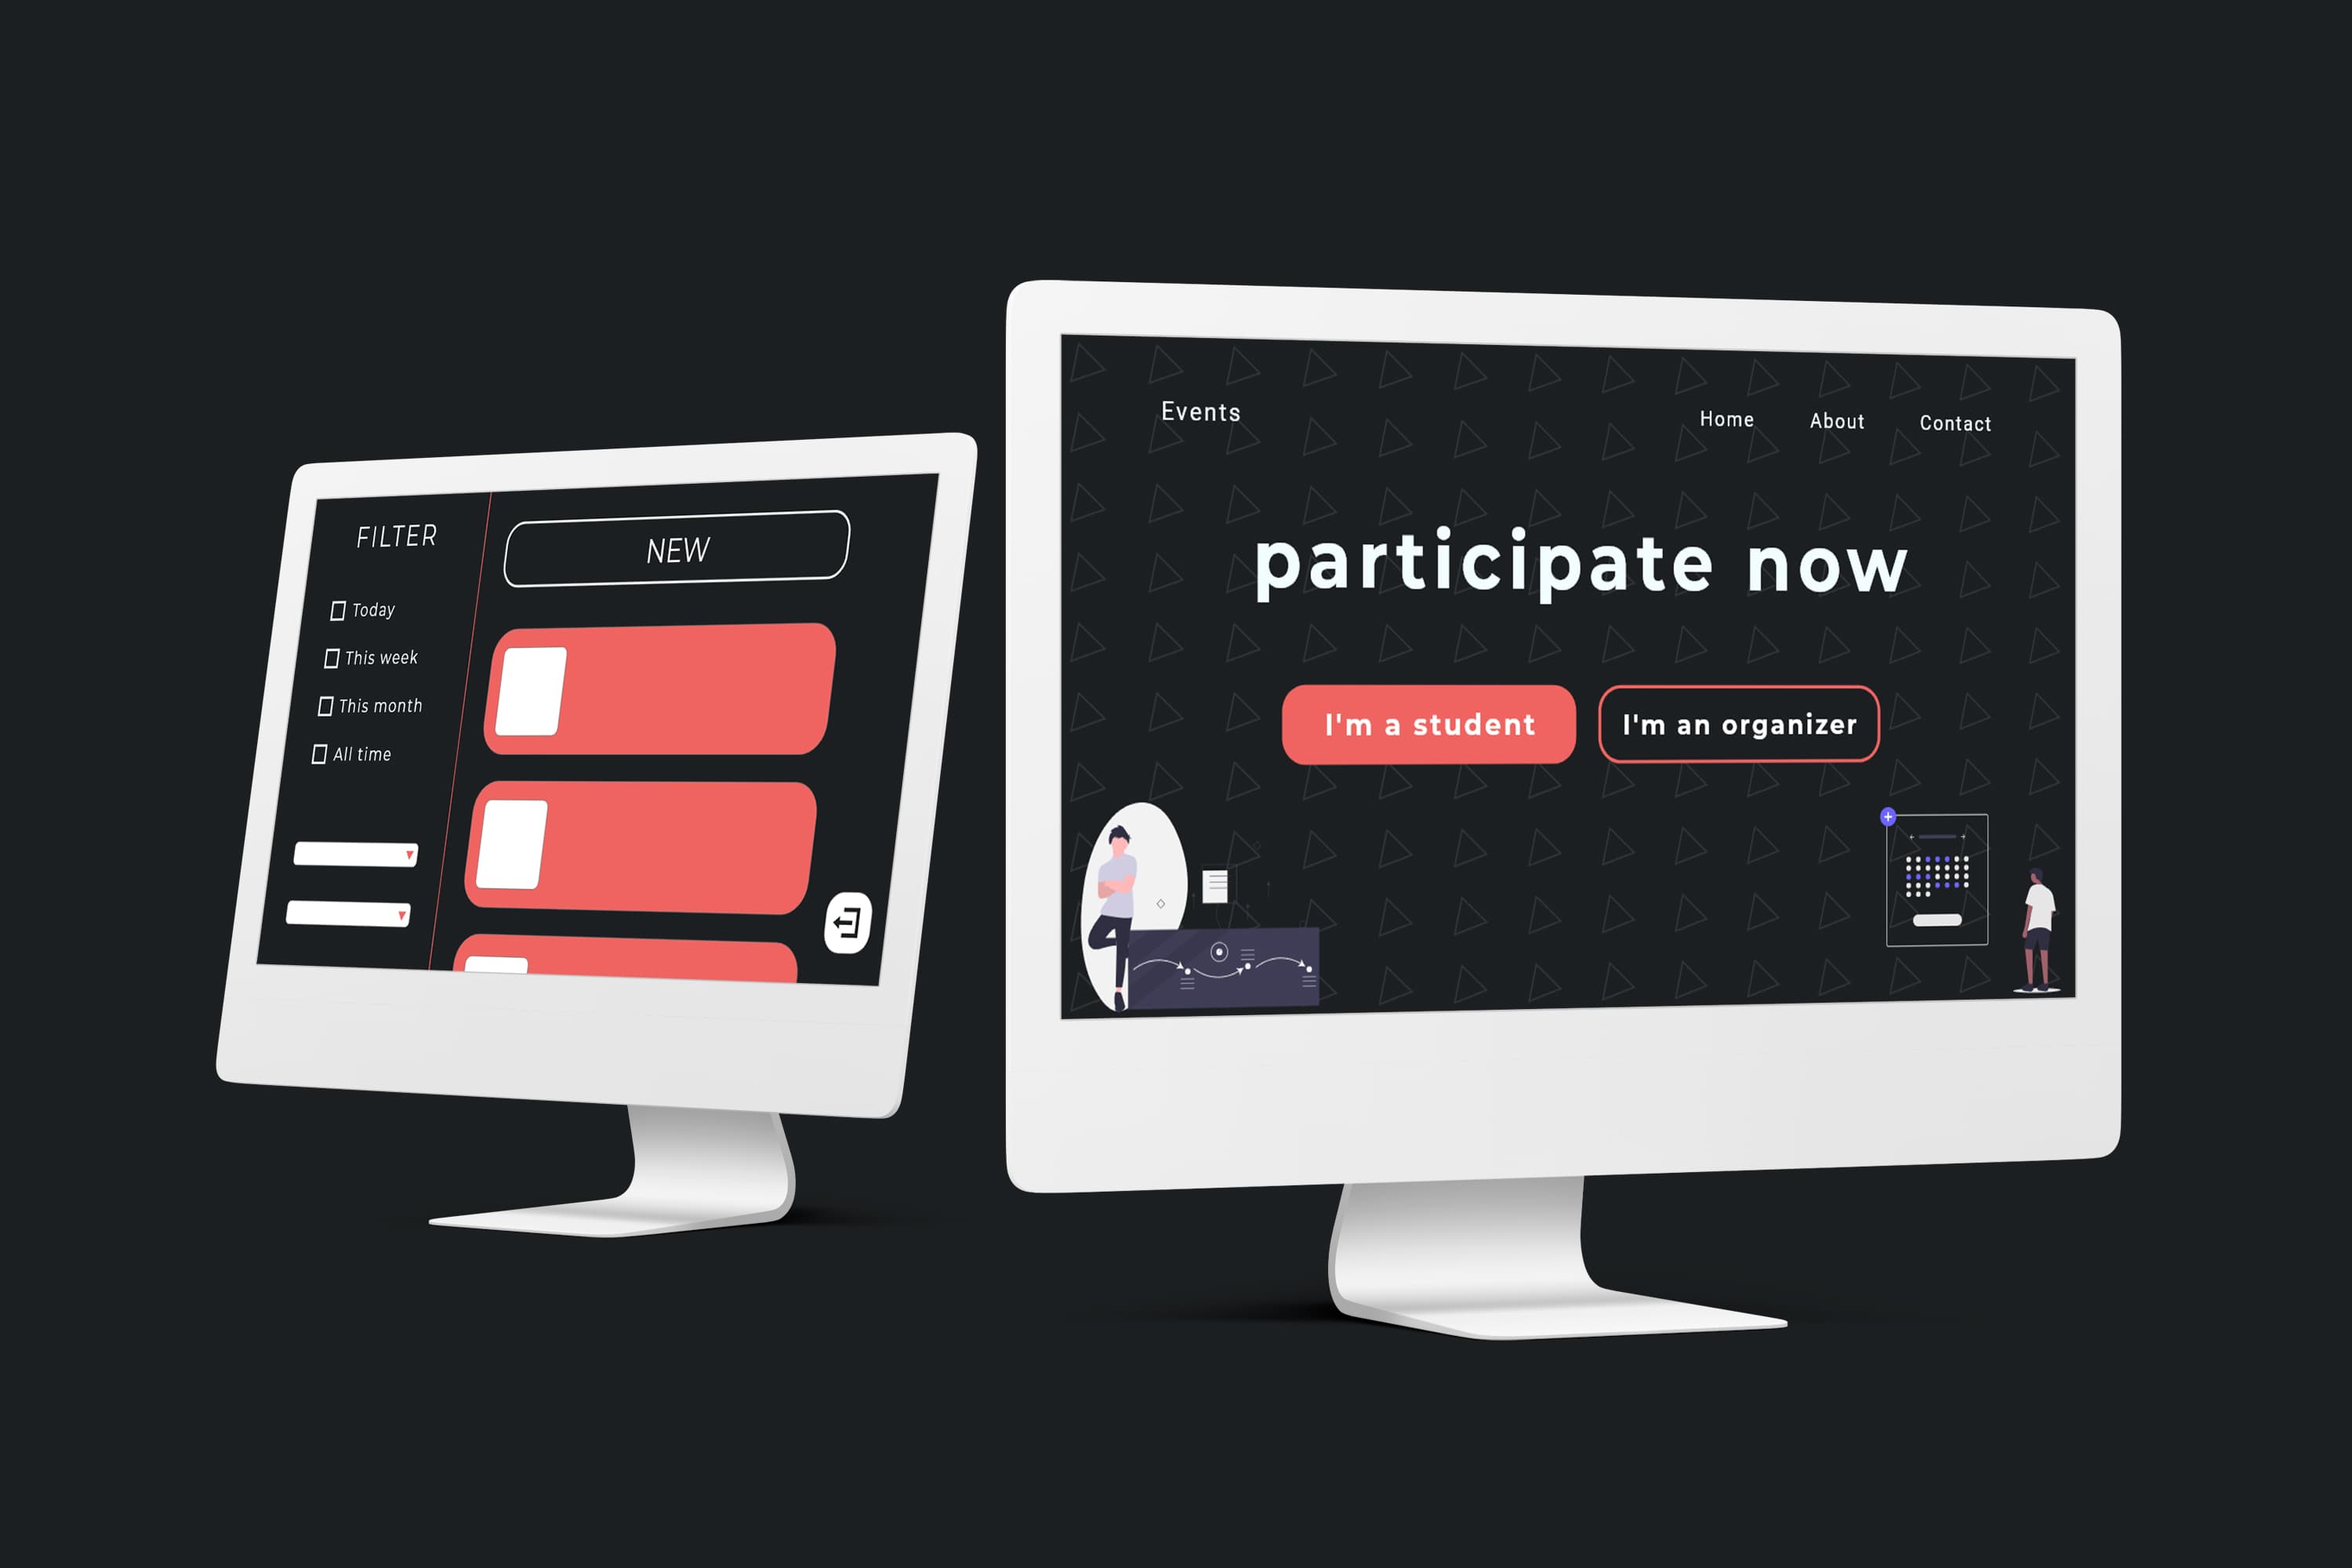 FILTER
Today
This week
This month
All time
NEW
Events
Home About Contact
participate now
I'm a student
I'm an organizer